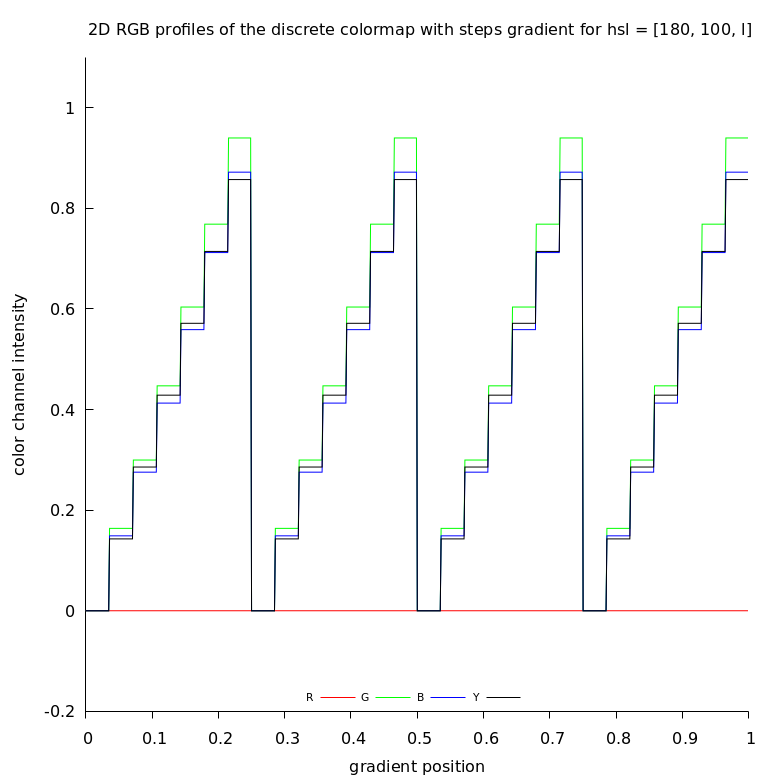 2D RGB profiles of the discrete colormap with steps gradient for hsl = [180, 100, l]
1
0.8
0.6
0.4
0.2
0
-0.2
color channel intensity
R G B Y
0 0.1 0.2 0.3 0.4 0.5 0.6 0.7 0.8 0.9 1
gradient position